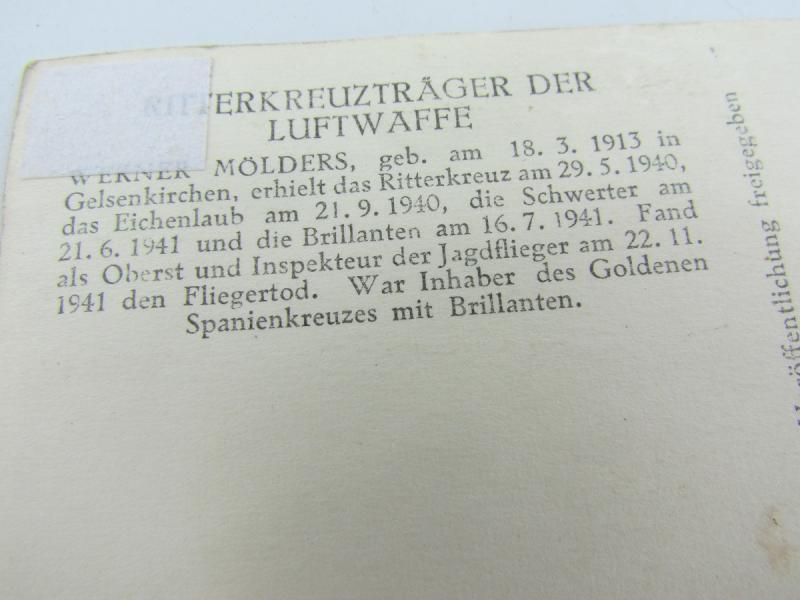 RITTERKREUZTRÄGER DER
LUFTWAFFE
WERNER MÖLDERS, geb. am 18. 3. 1913 in
Gelsenkirchen, erhielt das Ritterkreuz am 29. 5. 1940,
das Eichenlaub am 21. 9. 1940, die Schwerter am
21. 6. 1941 und die Brillanten am 16. 7. 1941. Fand
als Oberst und Inspekteur der Jagdflieger am 22. 11.
1941 den Fliegertod. War Inhaber des Goldenen
Spanienkreuzes mit Brillanten.
Veröffentlichung freigegeben